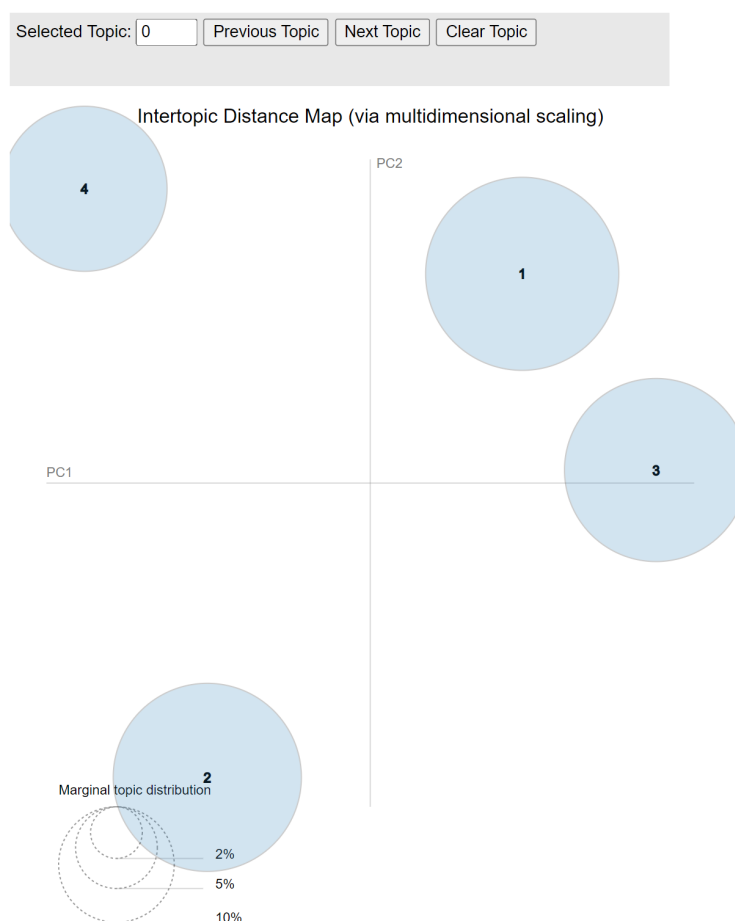 Selected Topic: 0 Previous Topic Next Topic Clear Topic
Intertopic Distance Map (via multidimensional scaling)
PC2
4
1
PC1
3
2
Marginal topic distribution
2%
5%
10%